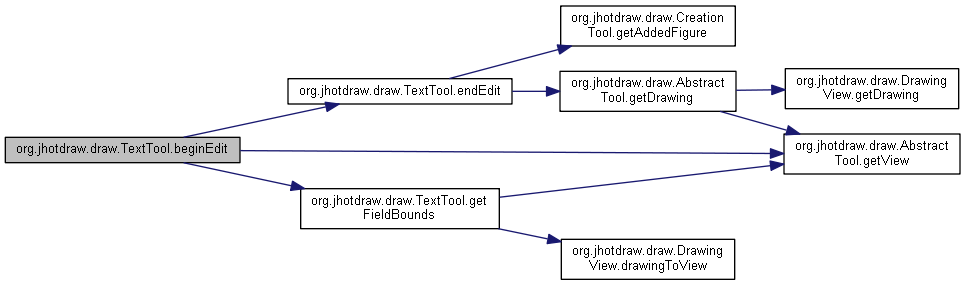 org.jhotdraw.draw.Creation
Tool.getAddedFigure
org.jhotdraw.draw.TextTool.endEdit
org.jhotdraw.draw.Abstract
Tool.getDrawing
org.jhotdraw.draw.Drawing
View.getDrawing
org.jhotdraw.draw.TextTool.beginEdit
org.jhotdraw.draw.Abstract
Tool.getView
org.jhotdraw.draw.TextTool.get
FieldBounds
org.jhotdraw.draw.Drawing
View.drawingToView